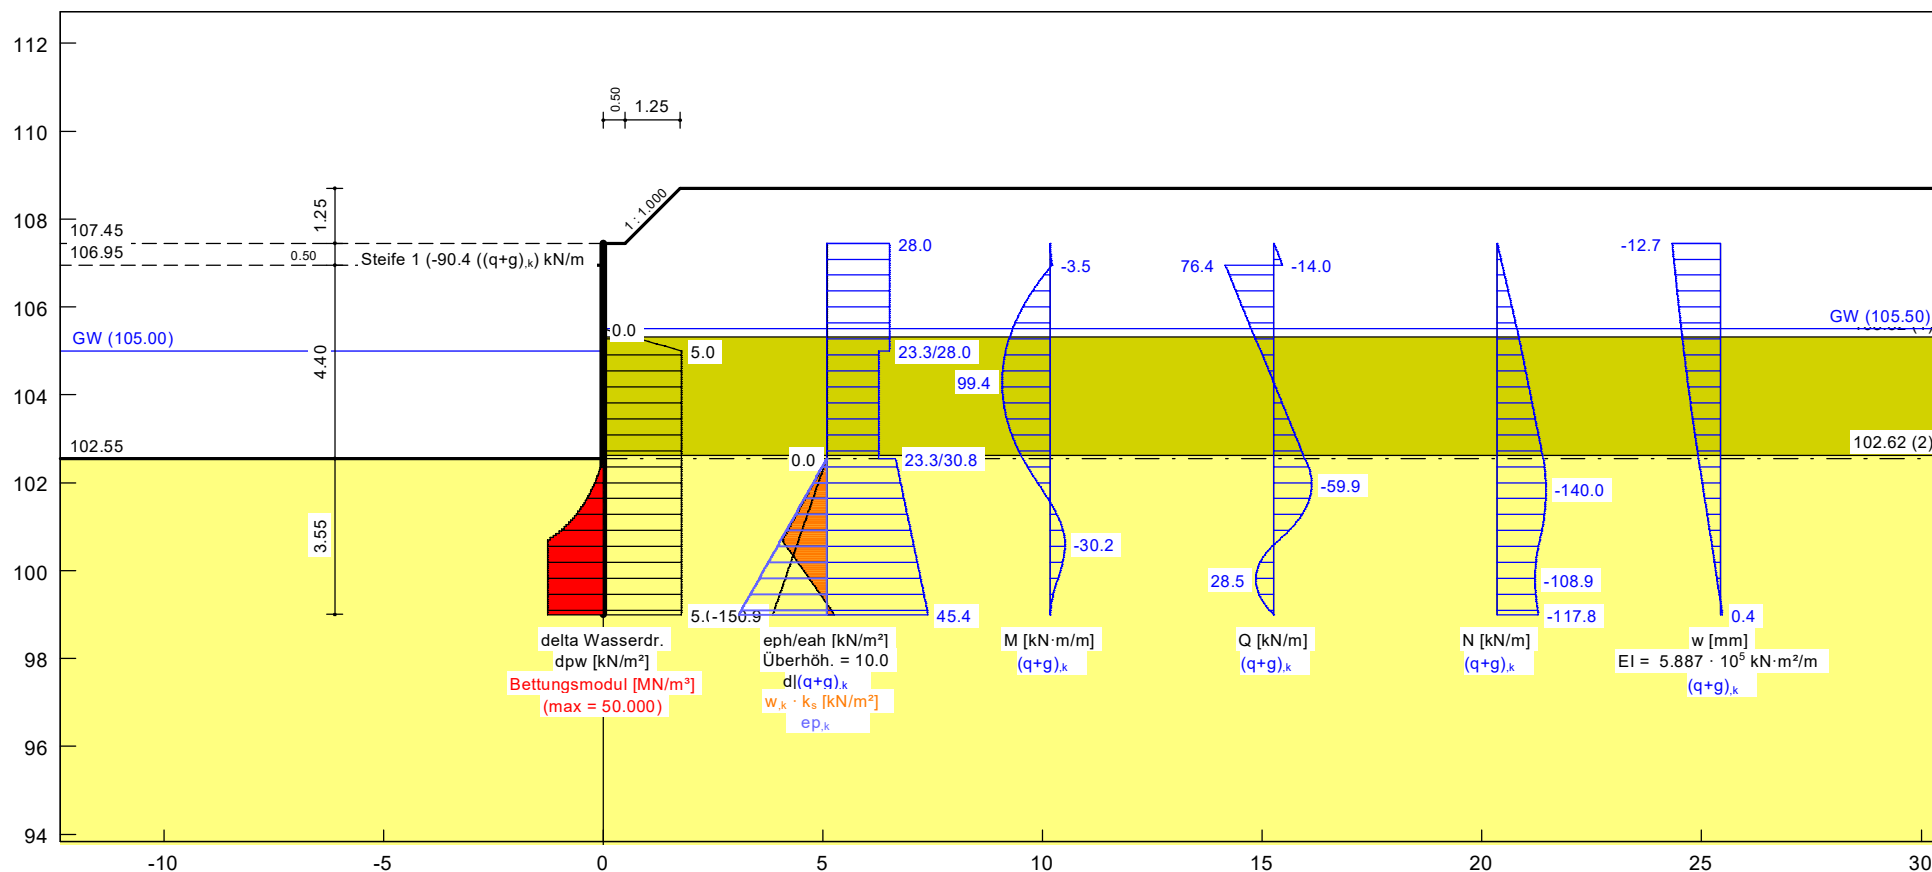 112
110
108
106
104
102
100
98
96
94
0.50
1.25
1.25
1 : 1.000
107.45
106.95
0.50
Steife 1 (-90.4 ((q+g),k) kN/m
GW (105.00)
4.40
102.55
3.55
0.0
5.0
28.0
23.3/28.0
0.0
23.3/30.8
45.4
-3.5
99.4
-30.2
76.4
-14.0
-59.9
28.5
-140.0
-108.9
-117.8
-12.7
0.4
GW (105.50)
102.62 (2)
delta Wasserdr.
dpw [kN/m²]
Bettungsmodul [MN/m³]
(max = 50.000)
eph/eah [kN/m²]
Überhöh. = 10.0
(q+g),k
w,k · ks [kN/m²]
ep,k
M [kN·m/m]
(q+g),k
Q [kN/m]
(q+g),k
N [kN/m]
(q+g),k
w [mm]
EI = 5.887 · 10⁵ kN·m²/m
(q+g),k
-10
-5
0
5
10
15
20
25
30